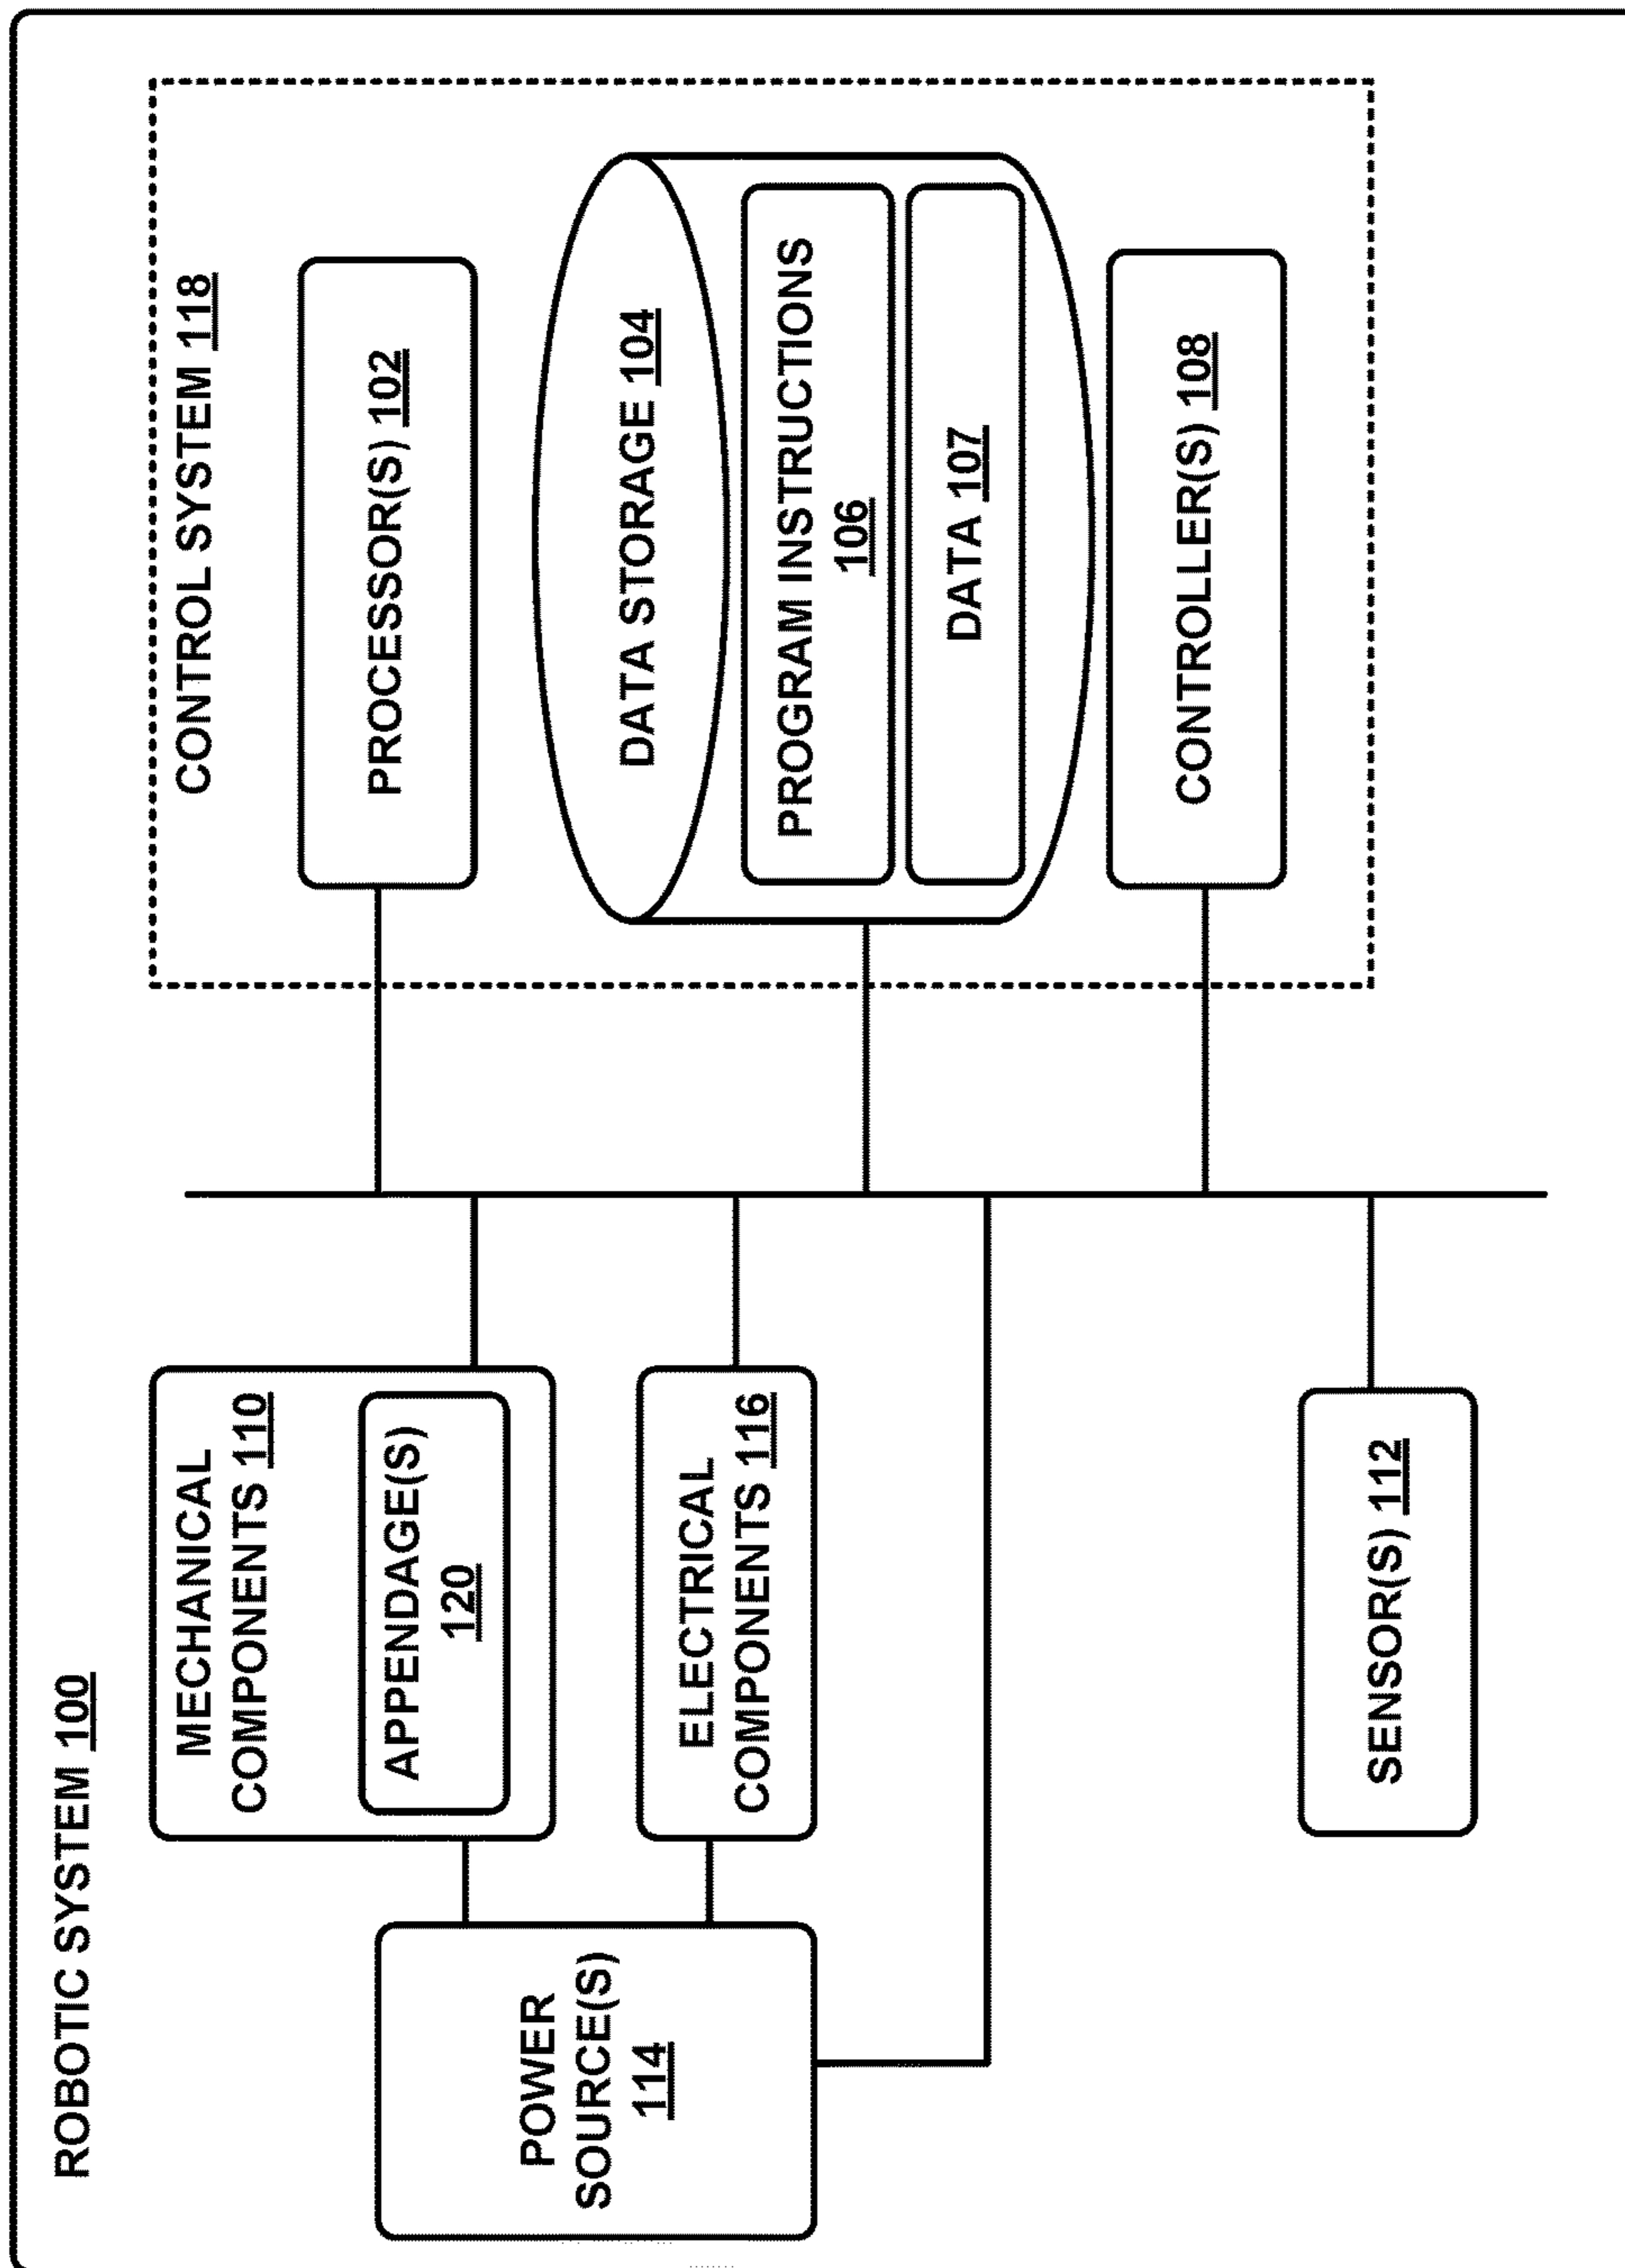 ROBOTIC SYSTEM 100
MECHANICAL
COMPONENTS 110
APPENDAGE(S)
120
POWER
SOURCE(S)
114
ELECTRICAL
COMPONENTS 116
SENSOR(S) 112
CONTROL SYSTEM 118
PROCESSOR(S) 102
DATA STORAGE 104
PROGRAM INSTRUCTIONS
106
DATA 107
CONTROLLER(S) 108